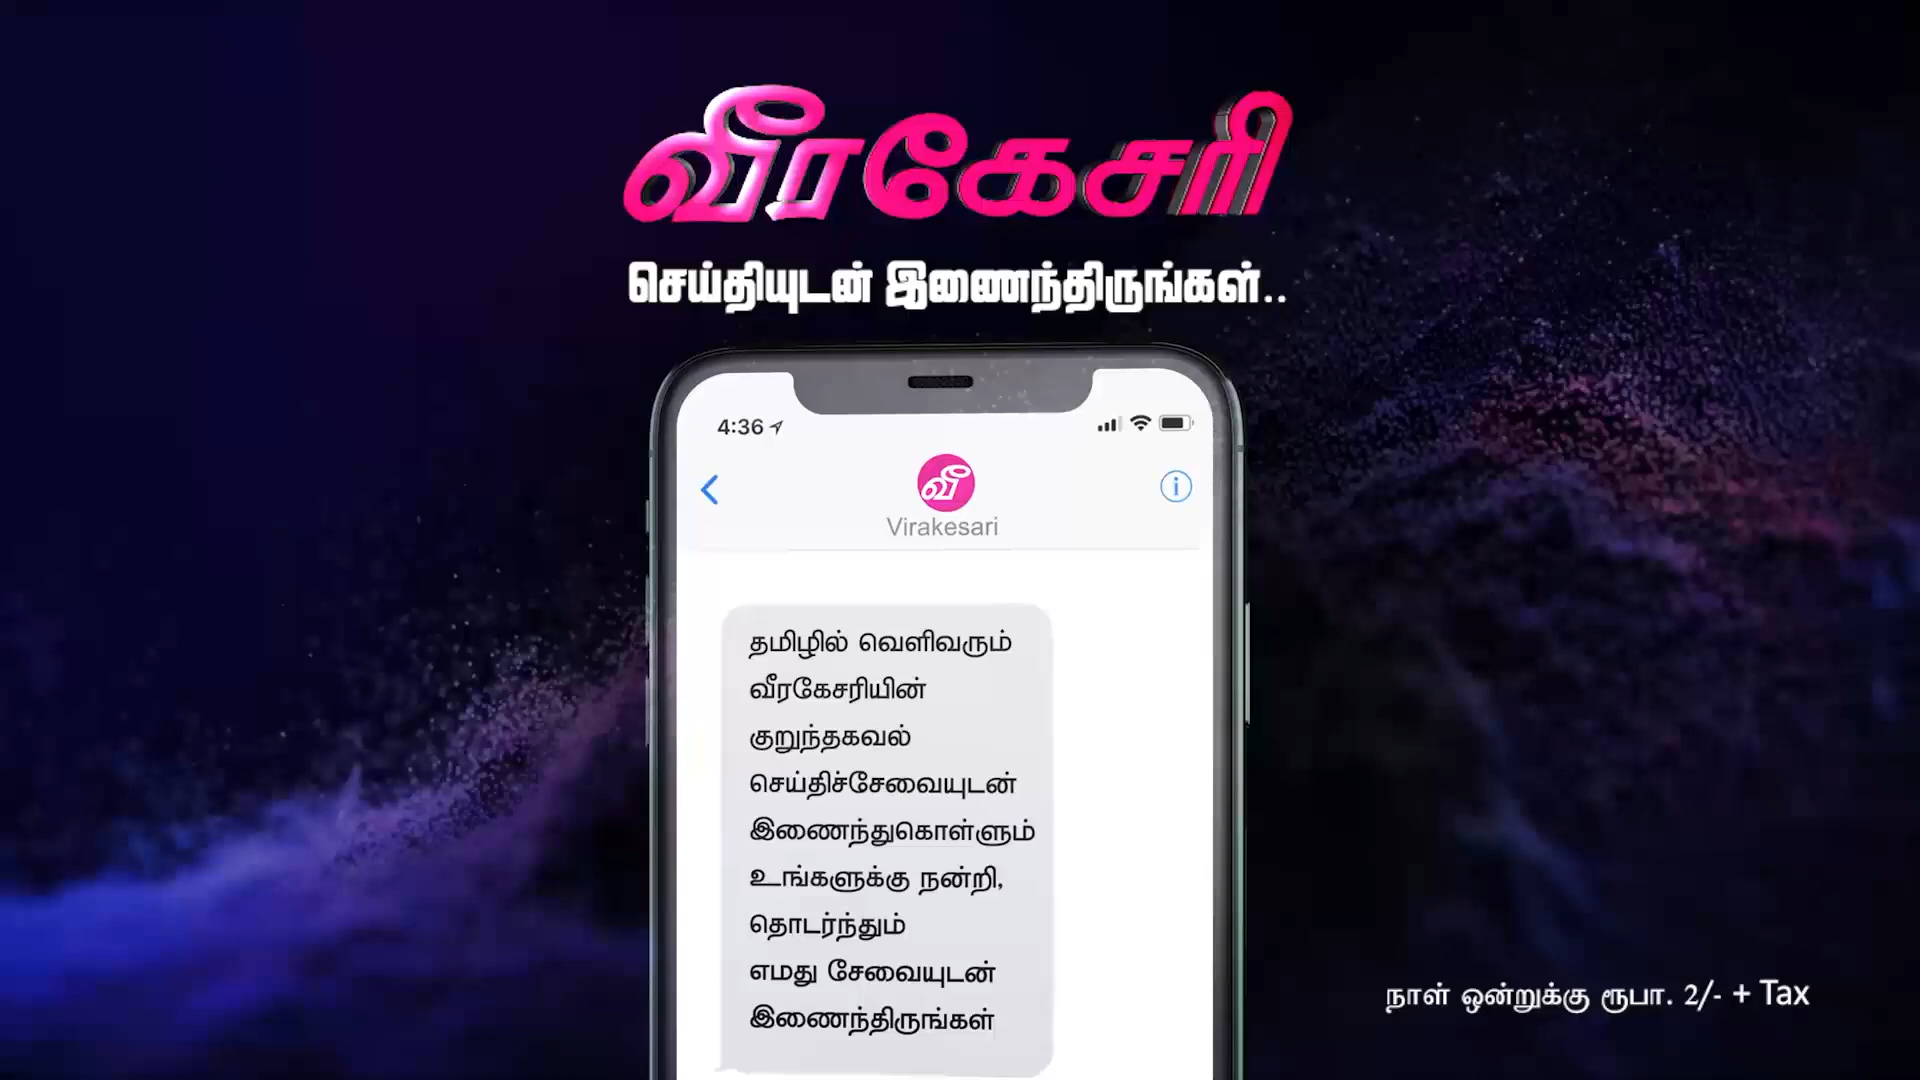 வீரகேசரி
செய்தியுடன் இணைந்திருங்கள்..
4:36
வீ
Virakesari
தமிழில் வெளிவரும்
வீரகேசரியின்
குறுந்தகவல்
செய்திச்சேவையுடன்
இணைந்துகொள்ளும்
உங்களுக்கு நன்றி,
தொடர்ந்தும்
எமது சேவையுடன்
இணைந்திருங்கள்
நாள் ஒன்றுக்கு ரூபா. 2/- + Tax